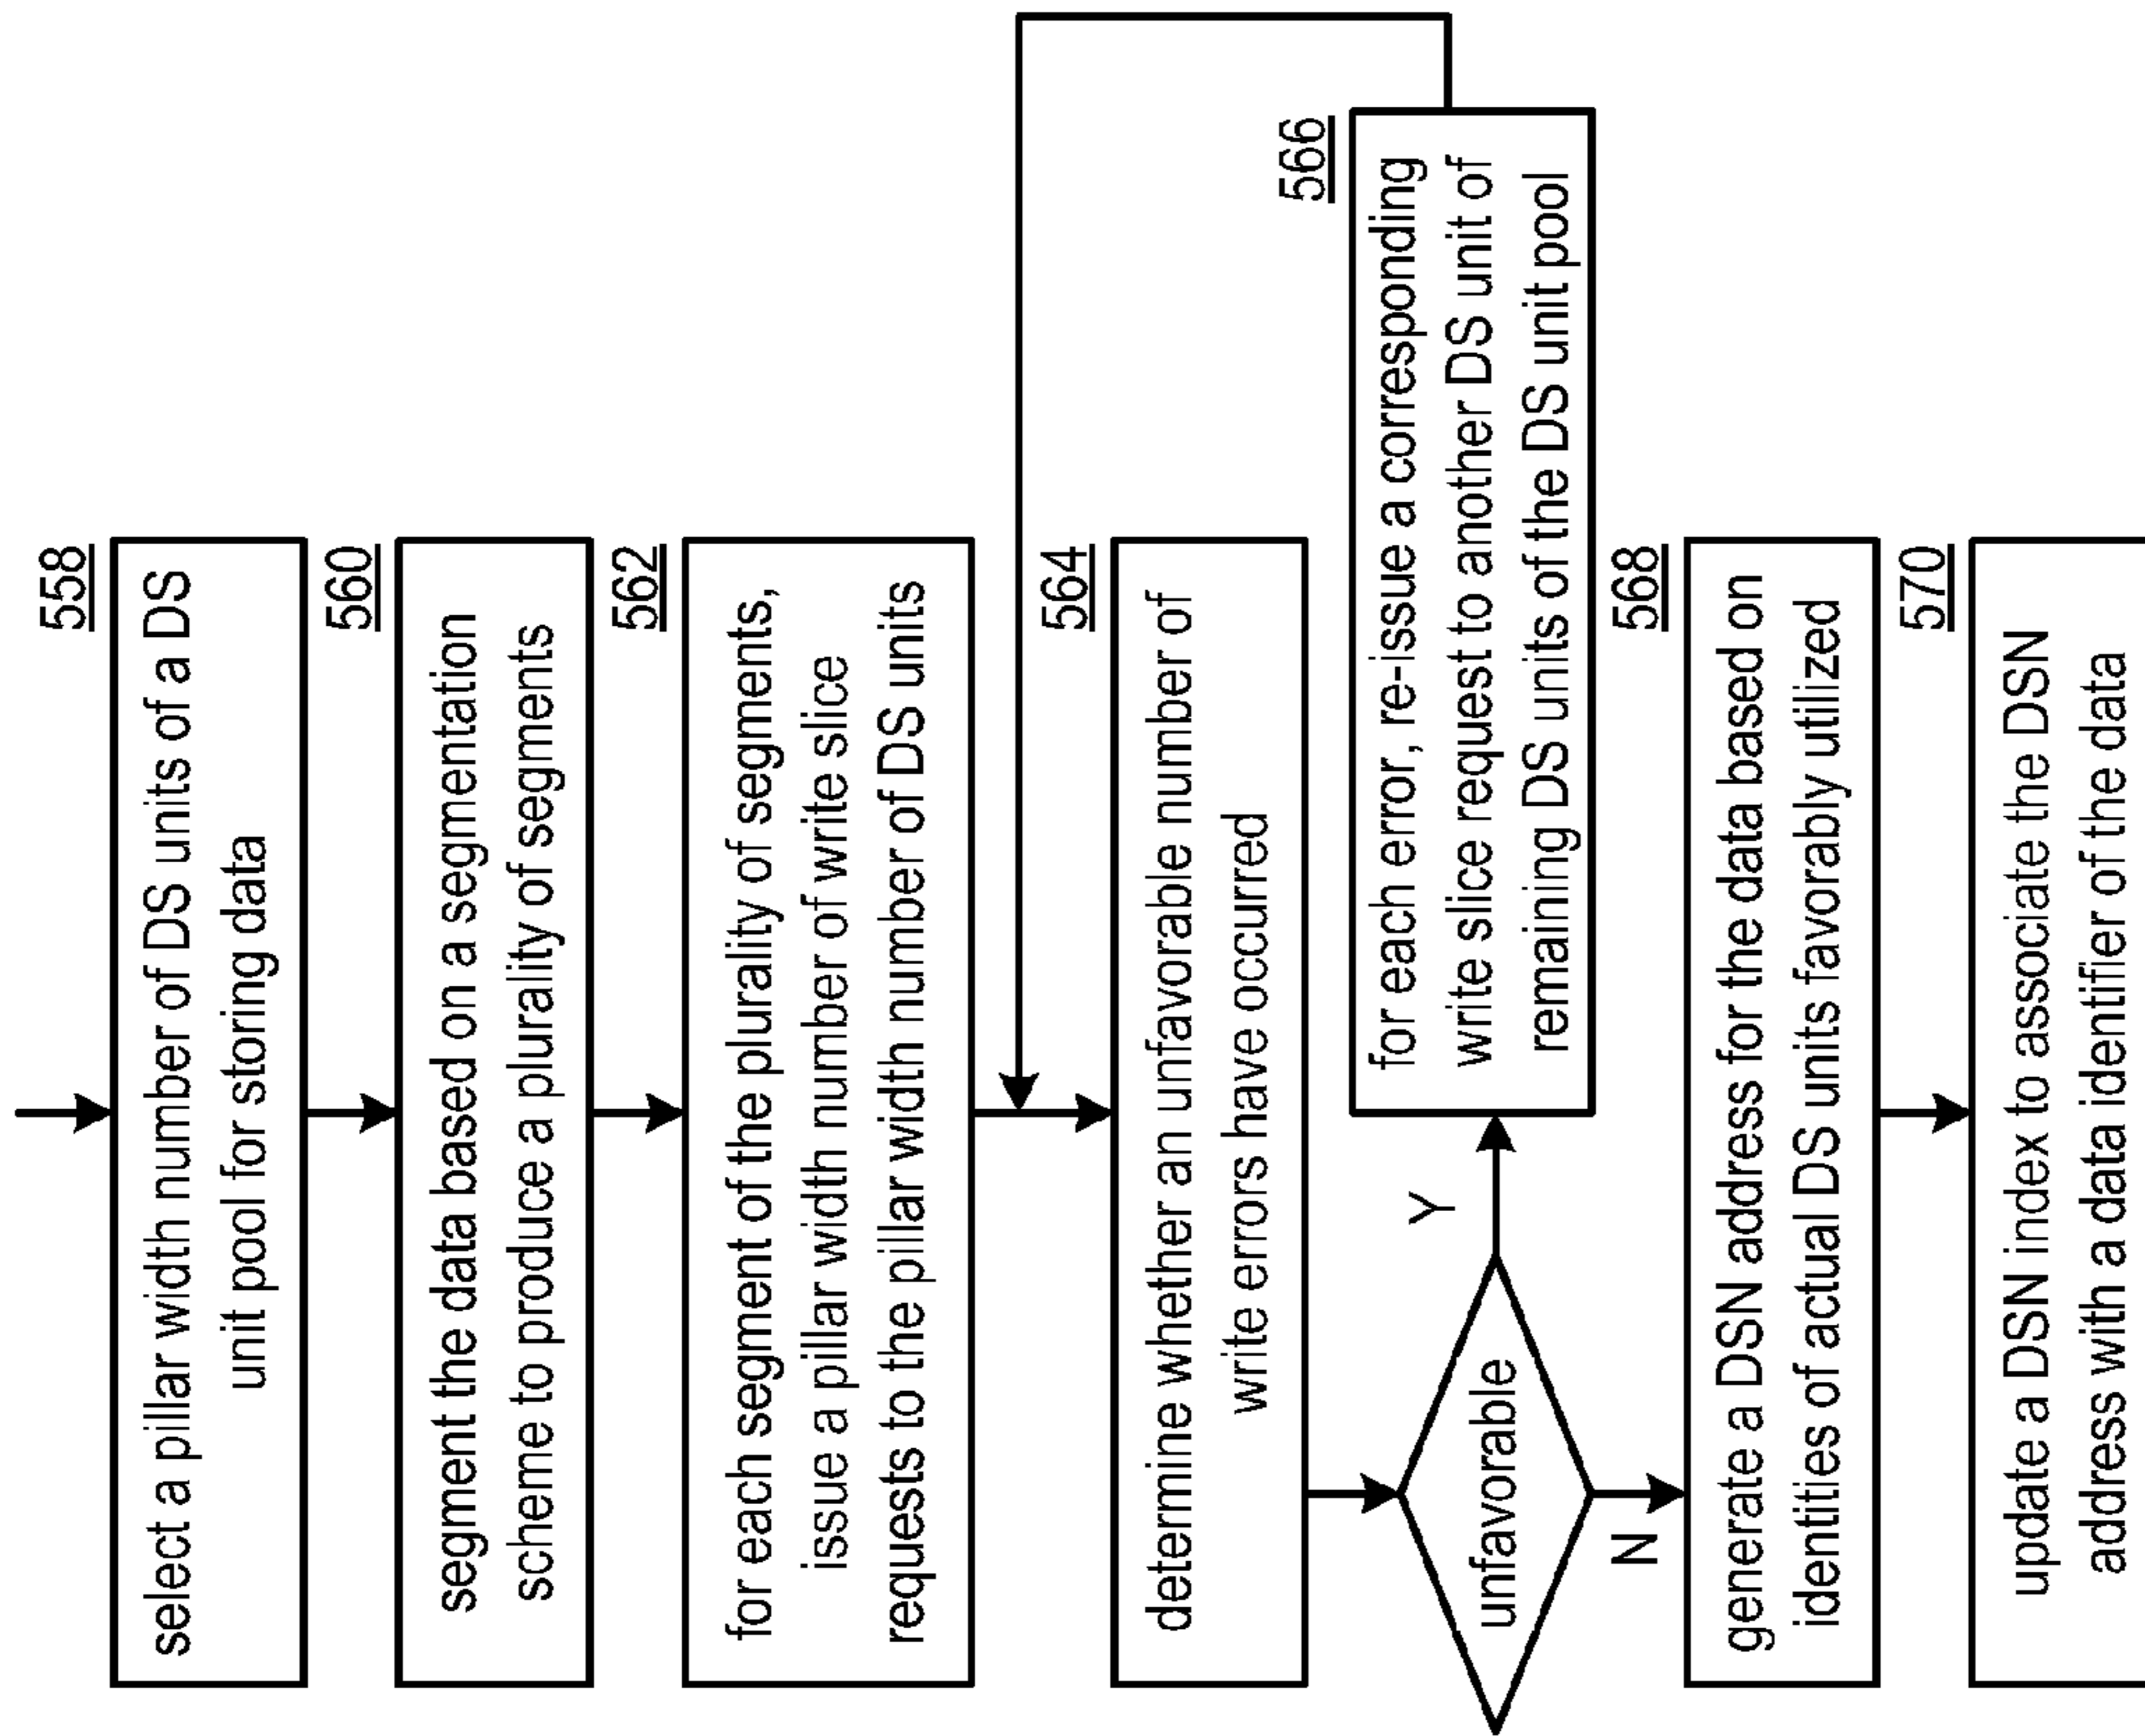 558
select a pillar width number of DS units of a DS
unit pool for storing data
560
segment the data based on a segmentation
scheme to produce a plurality of segments
562
for each segment of the plurality of segments,
issue a pillar width number of write slice
requests to the pillar width number of DS units
564
determine whether an unfavorable number of
write errors have occurred
unfavorable
Y
566
for each error, re-issue a corresponding
write slice request to another DS unit of
remaining DS units of the DS unit pool
N
568
generate a DSN address for the data based on
identities of actual DS units favorably utilized
570
update a DSN index to associate the DSN
address with a data identifier of the data